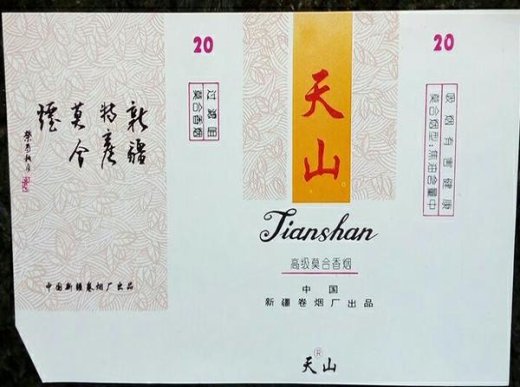 新疆
特產
莫合
煙
中国新疆卷烟厂出品
20
过滤咀
莫合香烟
天山
Tianshan
高级莫合香烟
中国
新疆卷烟厂出品
天山
20
吸烟有害健康
莫合烟型:焦油含量中